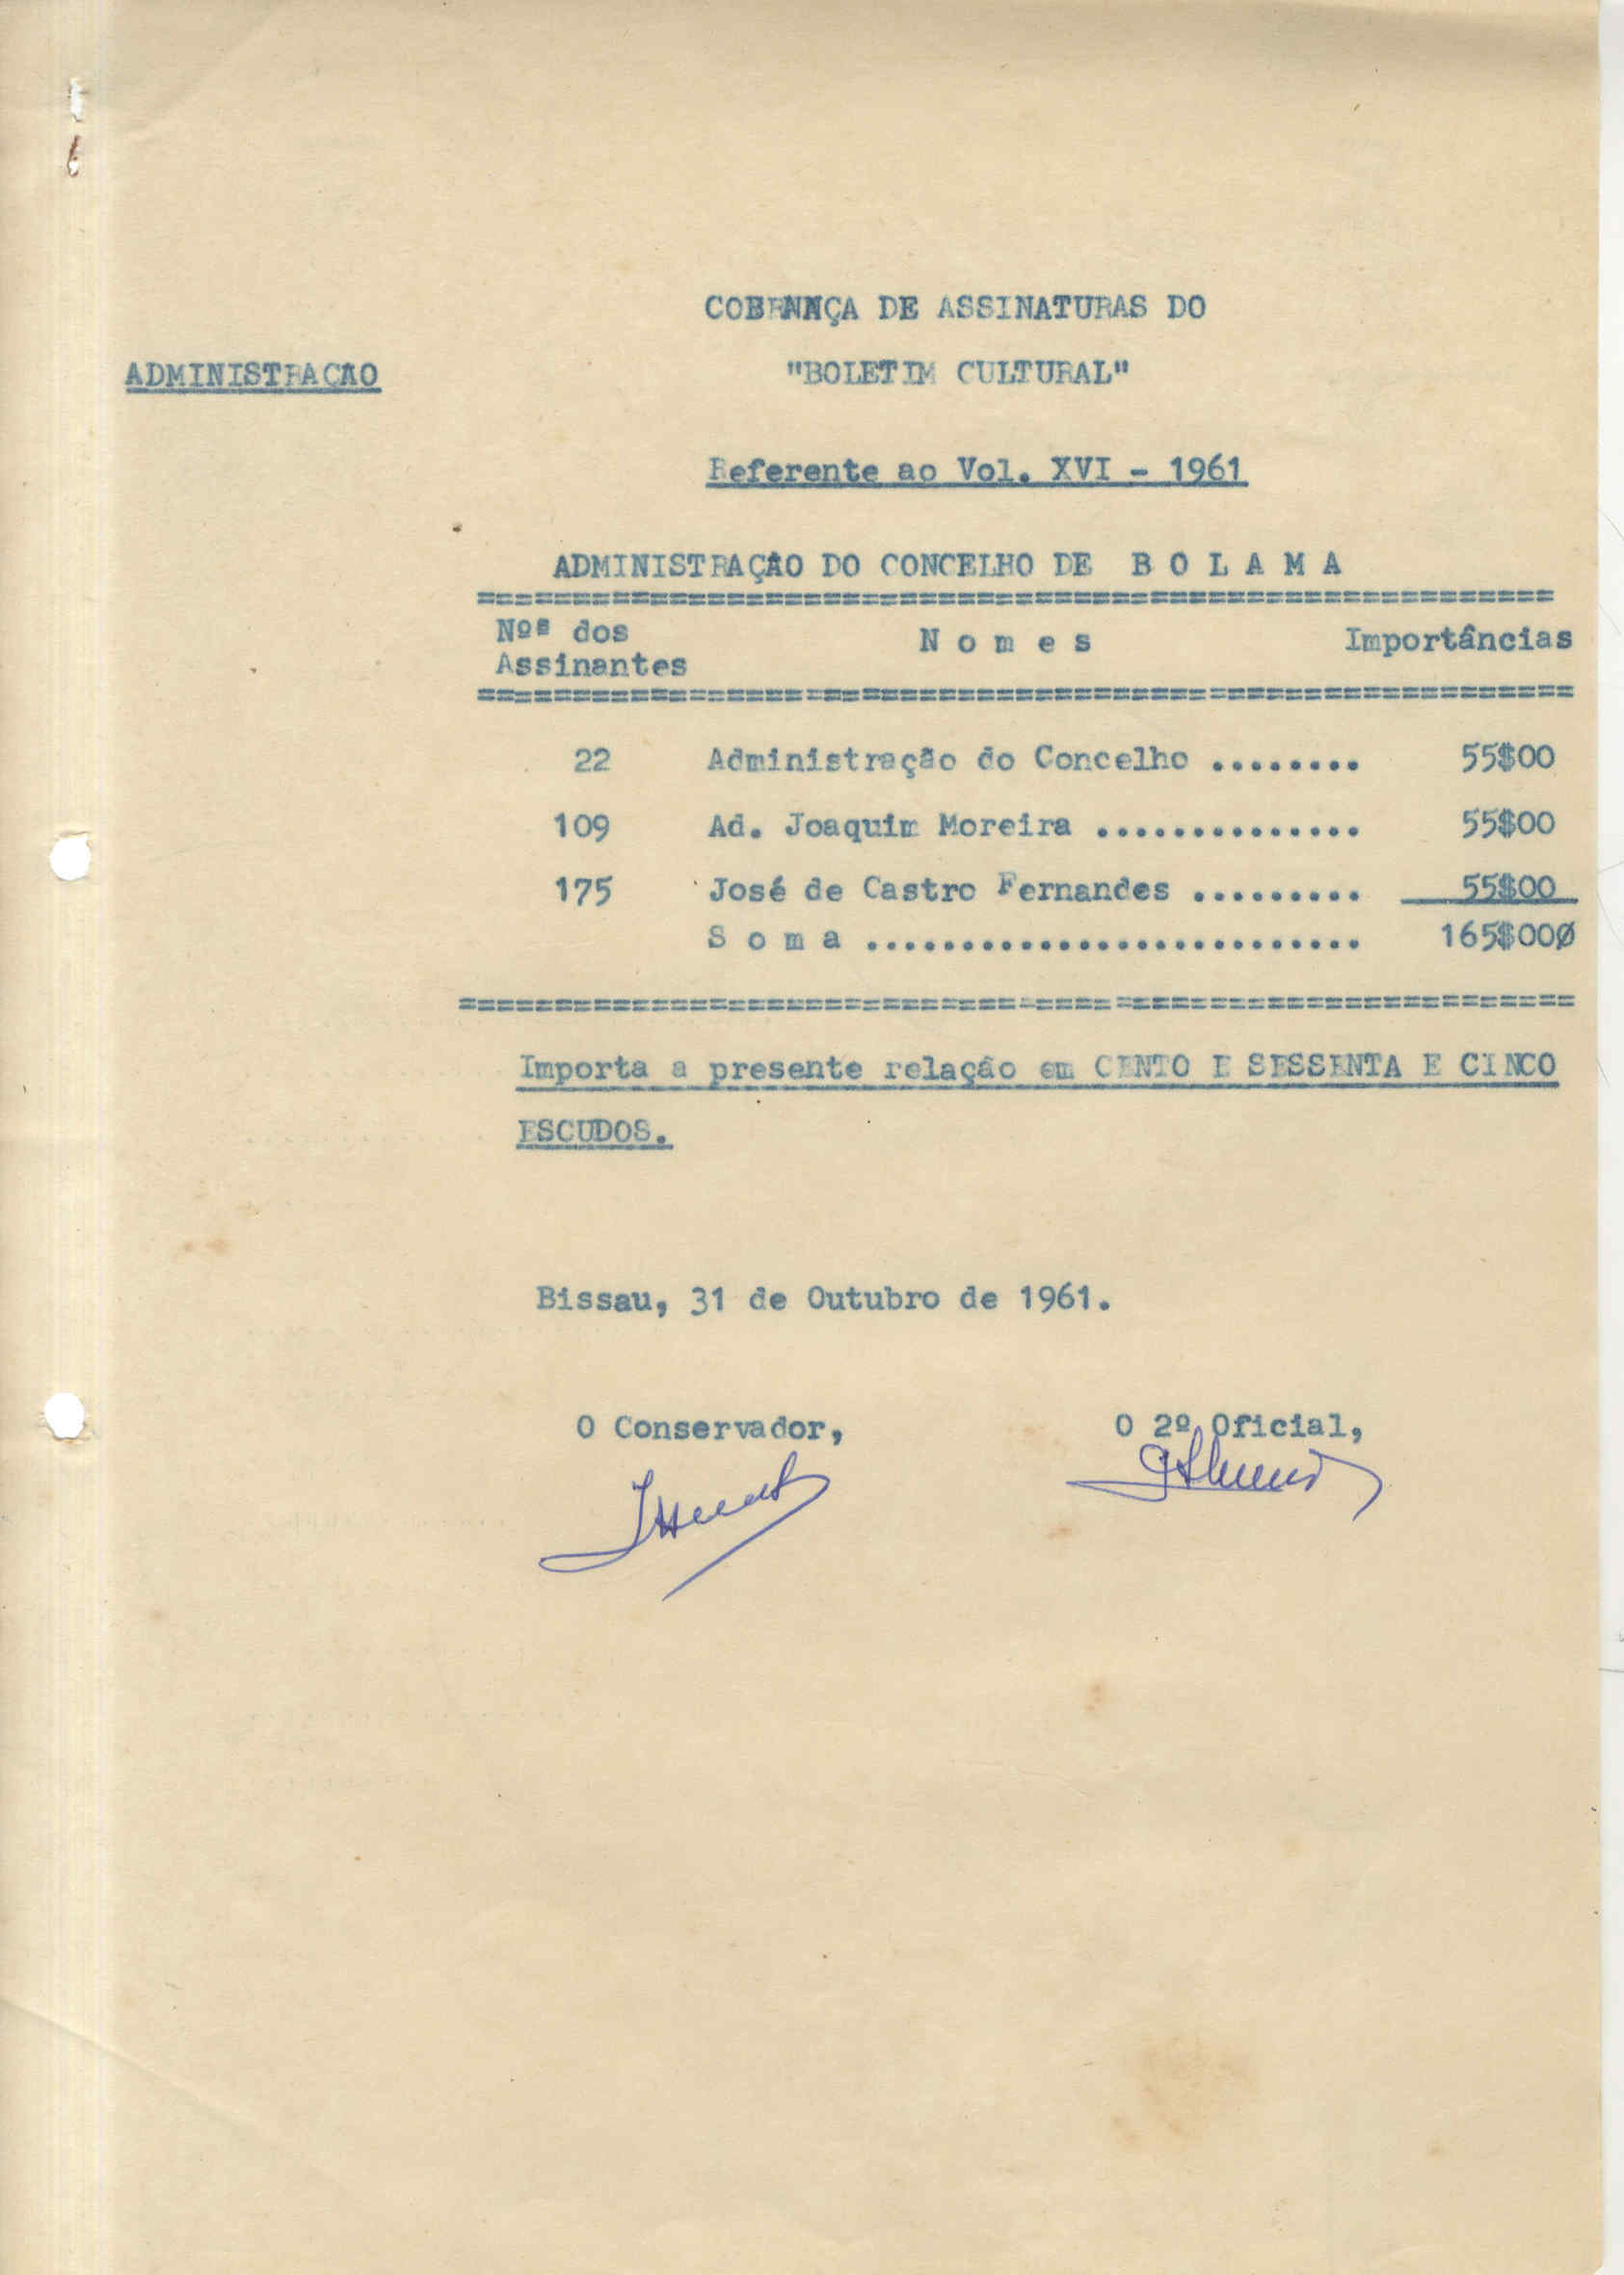 COBRNNÇA DE ASSINATURAS DO
ADMINISTRAÇAO
"BOLETIM CULTURAL"
Referente ao Vol. XVI - 1961
ADMINISTRAÇÃO DO CONCELHO DE B O L A M A
Nºs dos Assinantes N o m e s Importâncias
22 Administração do Concelho ........ 55$00
109 Ad. Joaquim Moreira .............. 55$00
175 José de Castro Fernandes ......... 55$00
S o m a .......................... 165$000
Importa a presente relação em CENTO E SESSENTA E CINCO
ESCUDOS.
Bissau, 31 de Outubro de 1961.
O Conservador, O 2º Oficial,